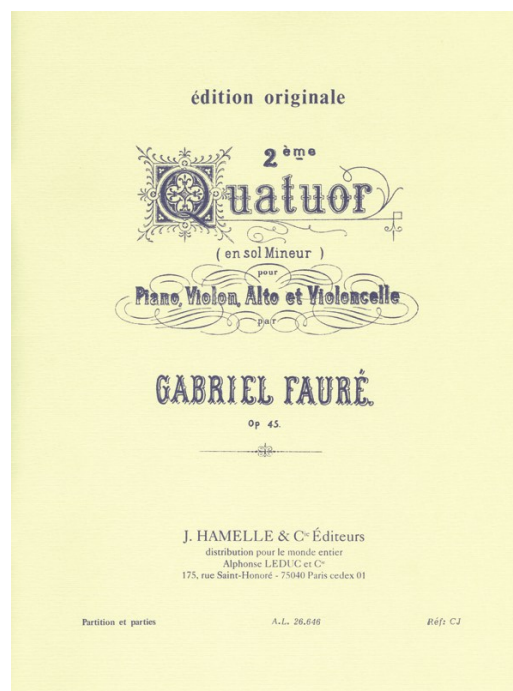 édition originale
2ème
Quatuor
(en sol Mineur)
pour
Piano, Violon, Alto et Violoncelle
par
GABRIEL FAURÉ.
Op 45.
J. HAMELLE & Cie Éditeurs
distribution pour le monde entier
Alphonse LEDUC et Cie
175, rue Saint-Honoré - 75040 Paris cedex 01
Partition et parties A.L. 26.646 Réf: CJ